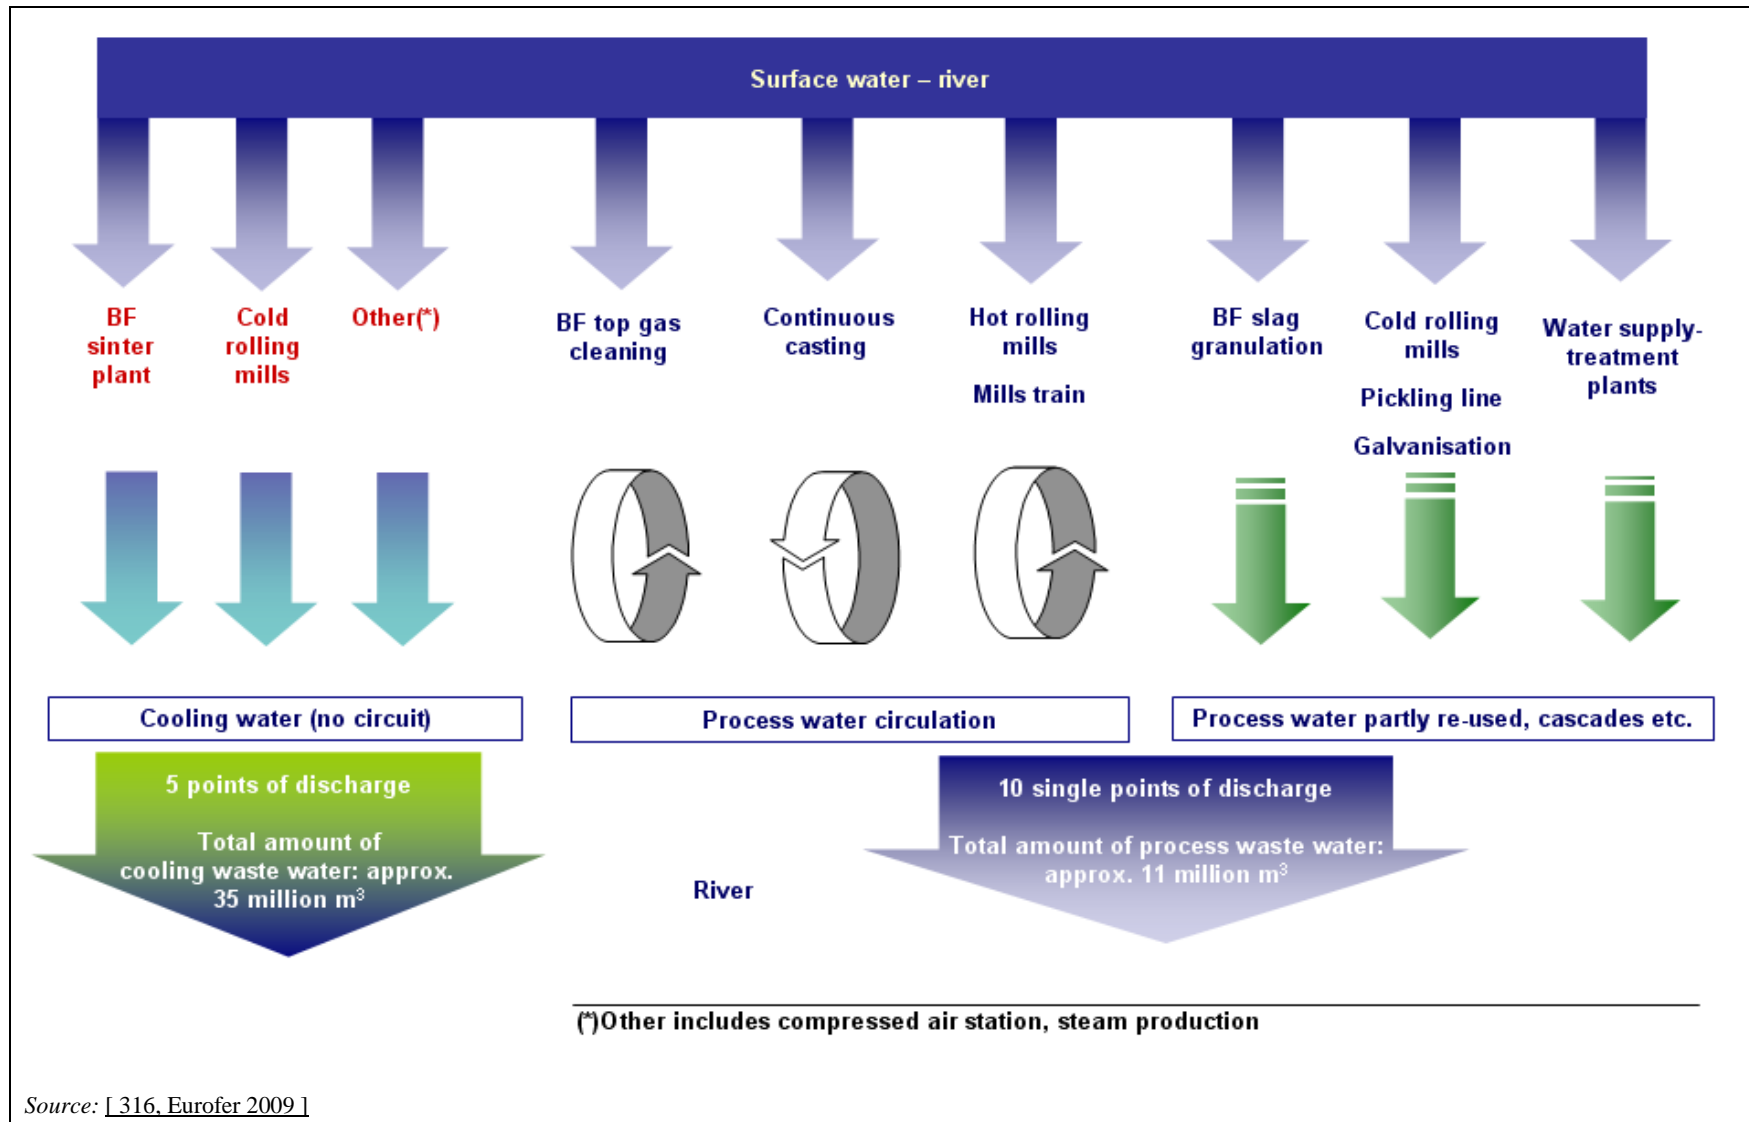 Surface water – river
BF
sinter
plant
Cold
rolling
mills
Other(*)
BF top gas
cleaning
Continuous
casting
Hot rolling
mills
Mills train
BF slag
granulation
Cold rolling
mills
Pickling line
Galvanisation
Water supply-
treatment
plants
Cooling water (no circuit)
Process water circulation
Process water partly re-used, cascades etc.
5 points of discharge
Total amount of
cooling waste water: approx.
35 million m³
River
10 single points of discharge
Total amount of process waste water:
approx. 11 million m³
(*)Other includes compressed air station, steam production
Source: [ 316, Eurofer 2009 ]